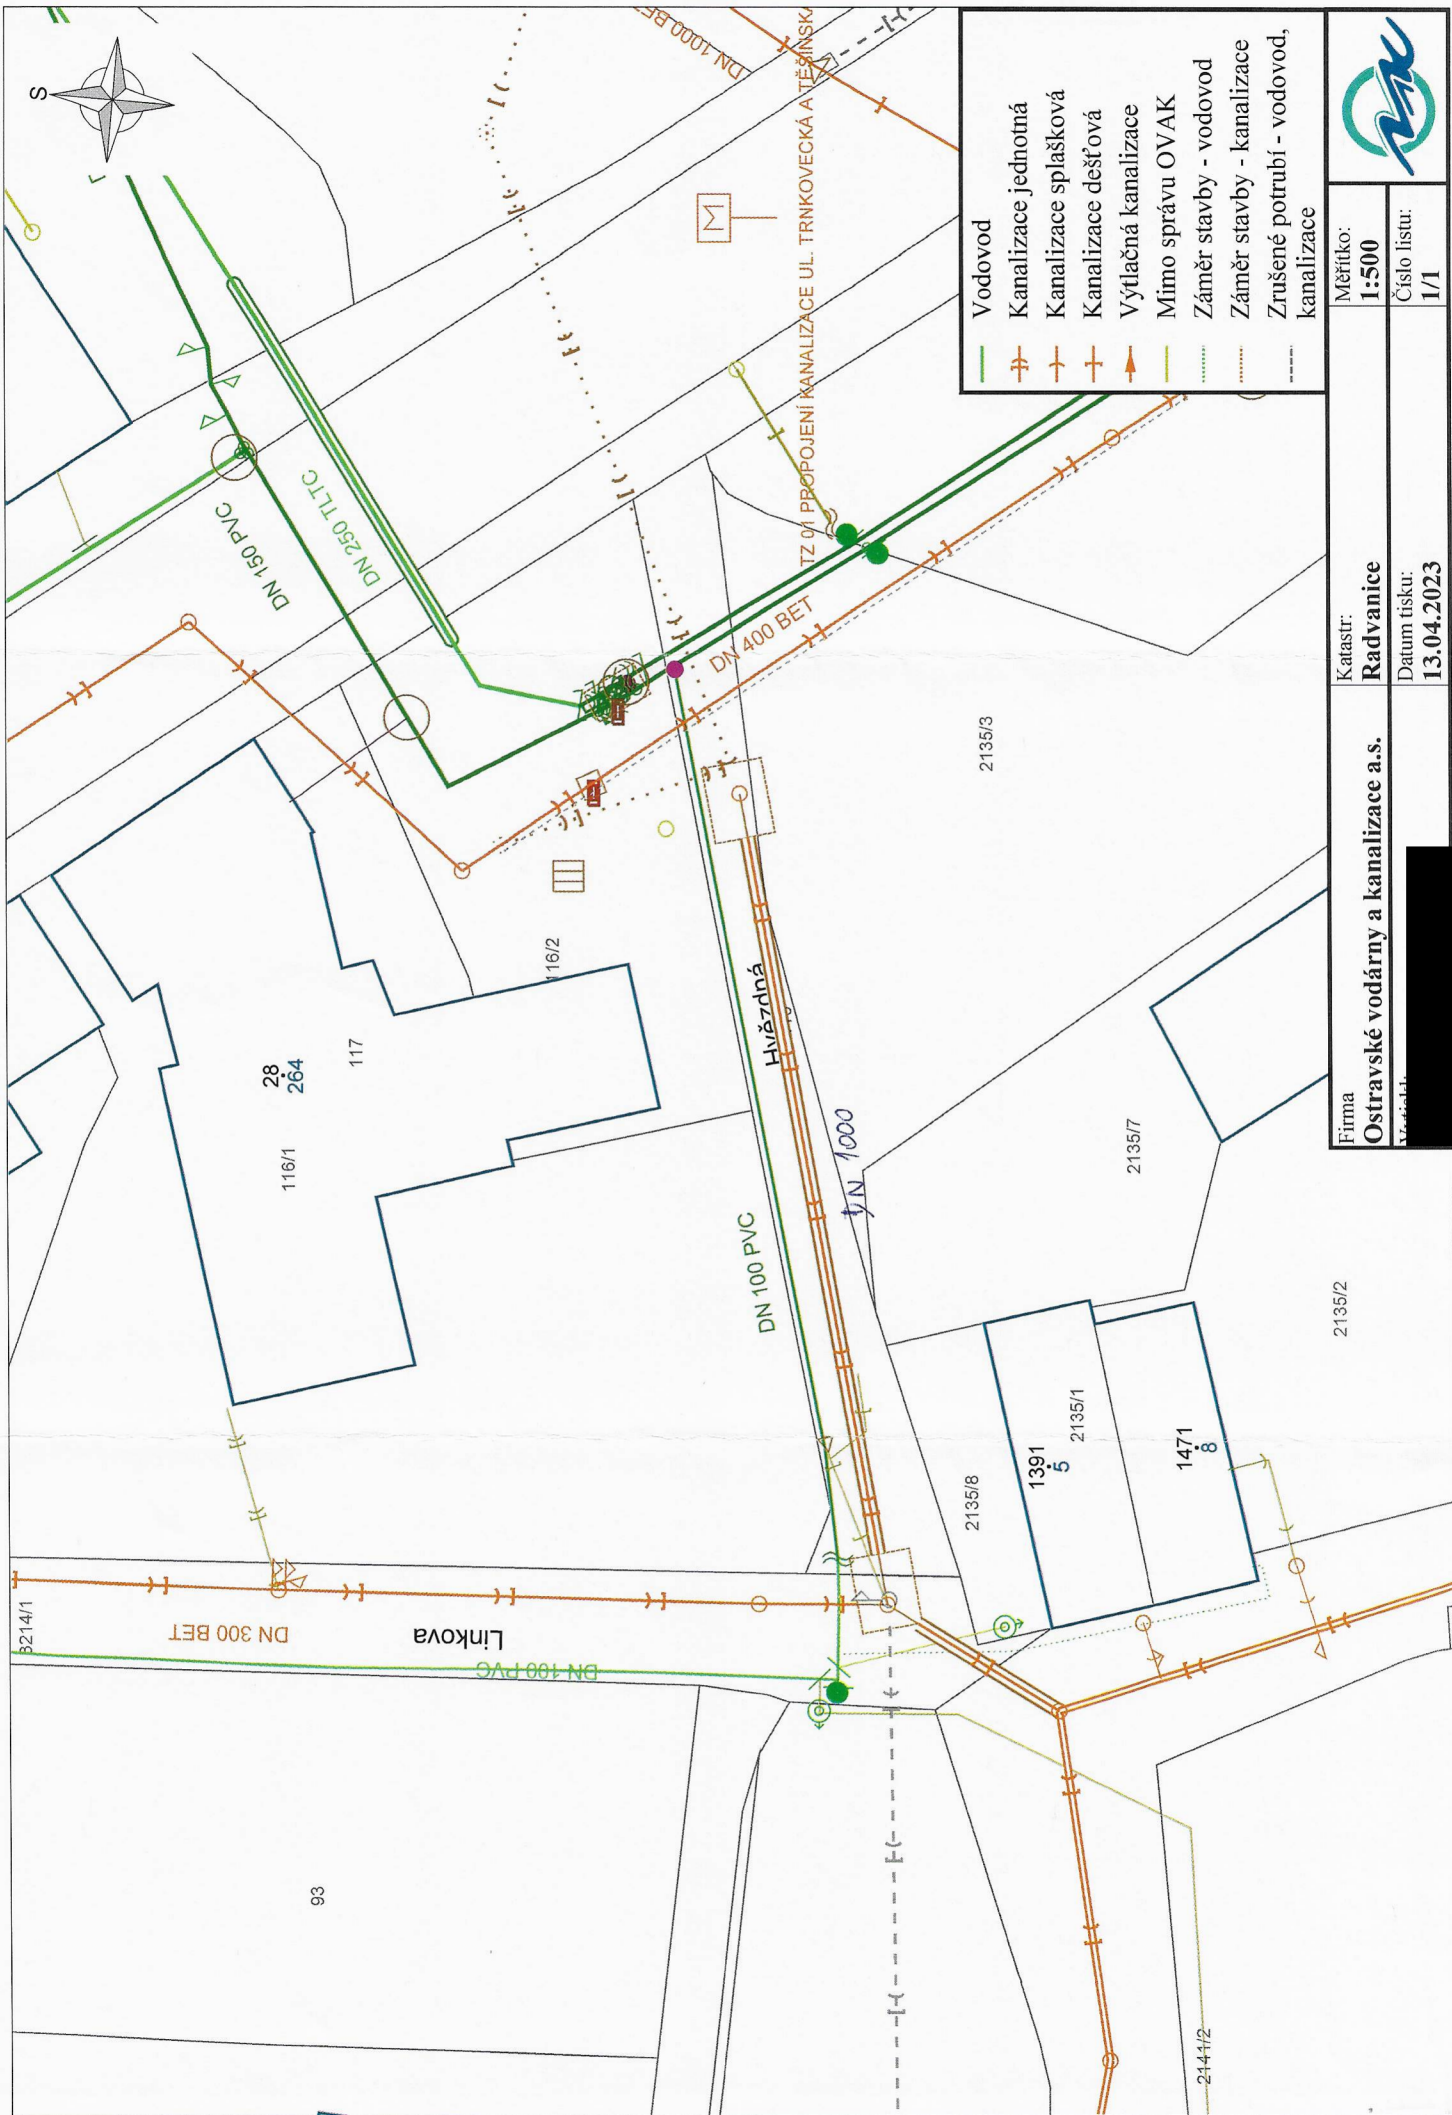 S
DN 1000 BET
TZ 01 PROPOJENÍ KANALIZACE UL. TRNKOVECKÁ A TĚŠÍNSKÁ
M
DN 150 PVC
DN 250 TLTC
DN 400 BET
2135/3
116/2
117
28
264
116/1
Hvězdná
DN 1000
DN 100 PVC
2135/7
2135/2
2135/8
1391
5
2135/1
1471
8
3214/1
DN 300 BET
Linkova
DN 100 PVC
93
2141/2
Vodovod
Kanalizace jednotná
Kanalizace splašková
Kanalizace dešťová
Výtlačná kanalizace
Mimo správu OVAK
Záměr stavby - vodovod
Záměr stavby - kanalizace
Zrušené potrubí - vodovod,
kanalizace
Firma
Ostravské vodárny a kanalizace a.s.
Katastr:
Radvanice
Měřítko:
1:500
Datum tisku:
13.04.2023
Číslo listu:
1/1